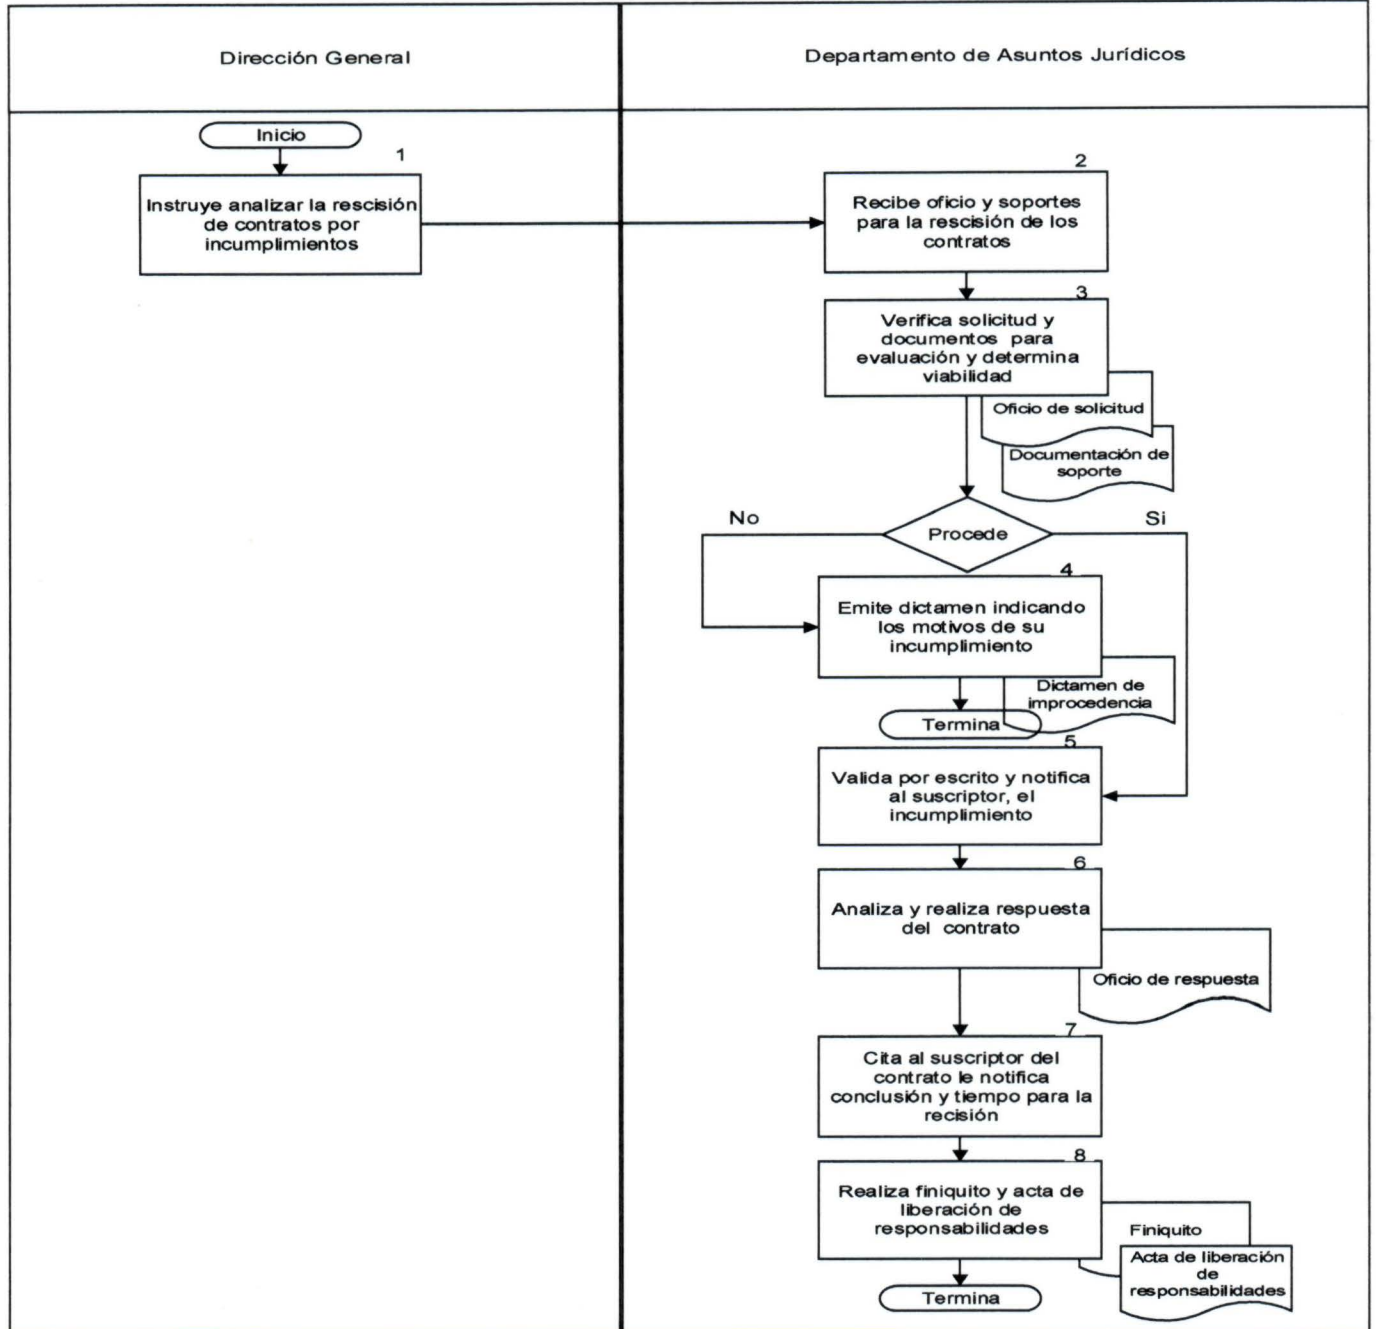 Dirección General
Departamento de Asuntos Jurídicos
Inicio
1
Instruye analizar la rescisión
de contratos por
incumplimientos
2
Recibe oficio y soportes
para la rescisión de los
contratos
3
Verifica solicitud y
documentos para
evaluación y determina
viabilidad
Oficio de solicitud
Documentación de
soporte
No
Procede
Si
4
Emite dictamen indicando
los motivos de su
incumplimiento
Dictamen de
improcedencia
Termina
5
Valida por escrito y notifica
al suscriptor, el
incumplimiento
6
Analiza y realiza respuesta
del contrato
Oficio de respuesta
7
Cita al suscriptor del
contrato le notifica
conclusión y tiempo para la
recisión
8
Realiza finiquito y acta de
liberación de
responsabilidades
Finiquito
Acta de liberación
de
responsabilidades
Termina